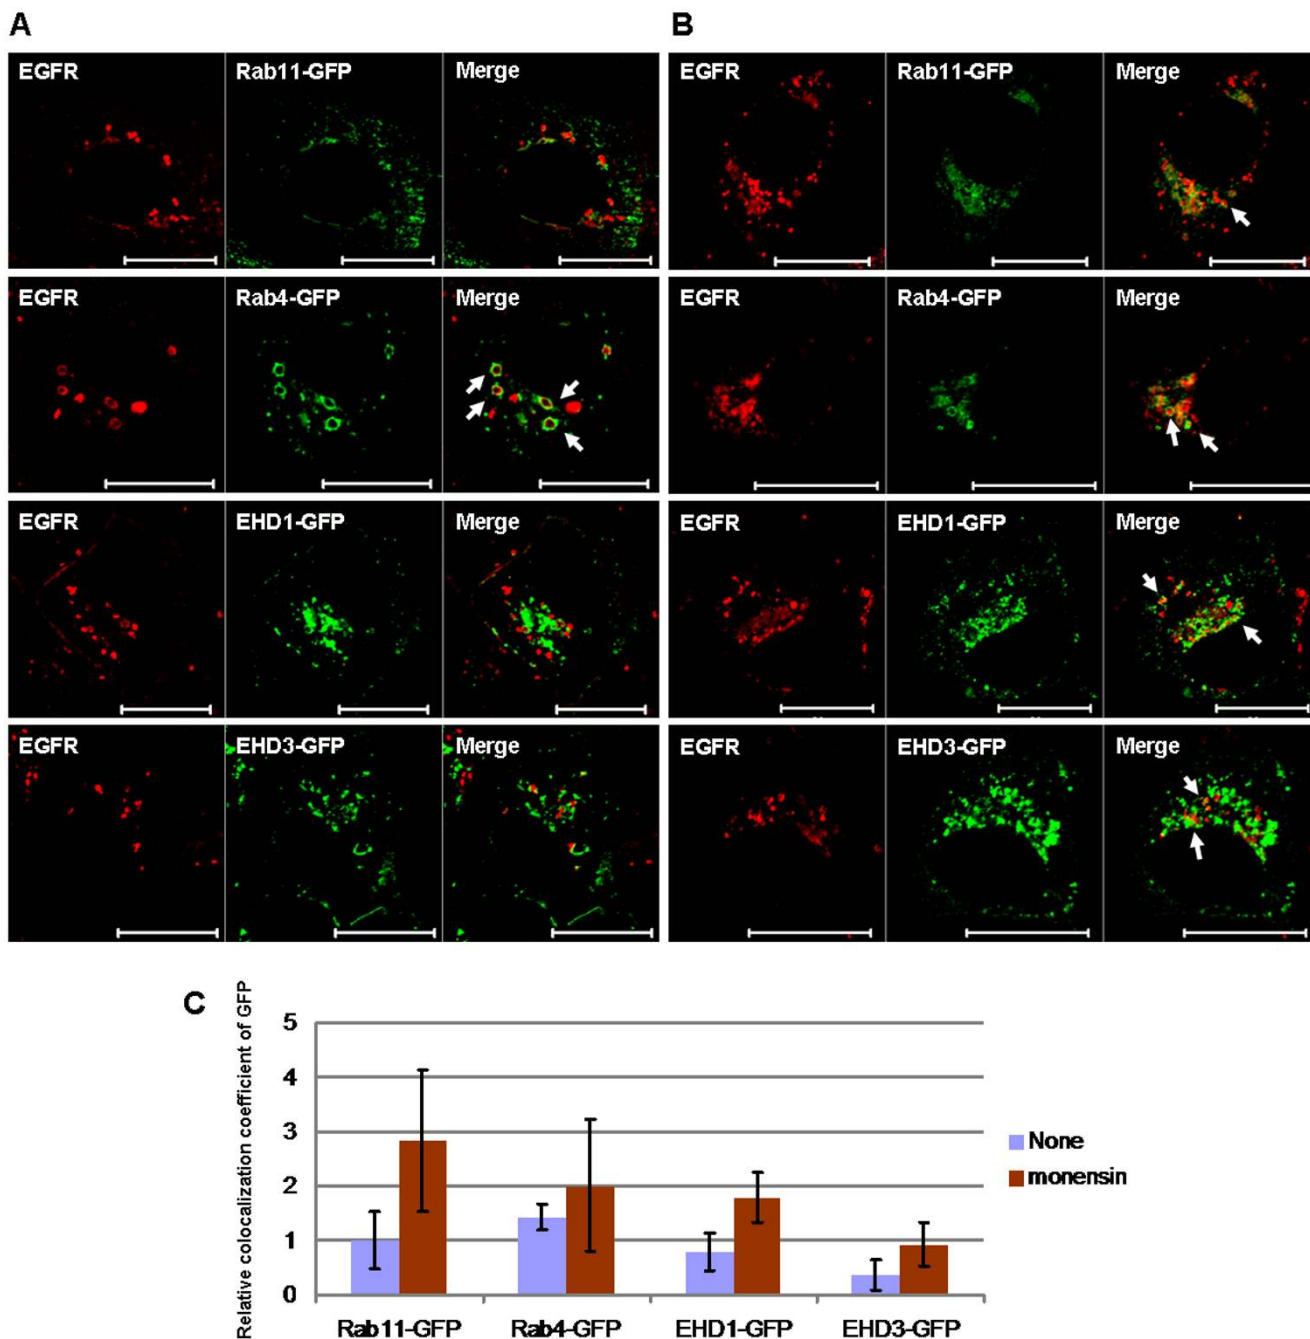 A
B
EGFR Rab11-GFP Merge
EGFR Rab11-GFP Merge
EGFR Rab4-GFP Merge
EGFR Rab4-GFP Merge
EGFR EHD1-GFP Merge
EGFR EHD1-GFP Merge
EGFR EHD3-GFP Merge
EGFR EHD3-GFP Merge
C
Relative colocalization coefficient of GFP
5
4
3
2
1
0
Rab11-GFP Rab4-GFP EHD1-GFP EHD3-GFP
None
monensin